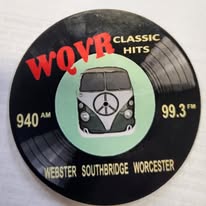 WQVR CLASSIC
HITS
940 AM 99.3 FM
WEBSTER SOUTHBRIDGE WORCESTER